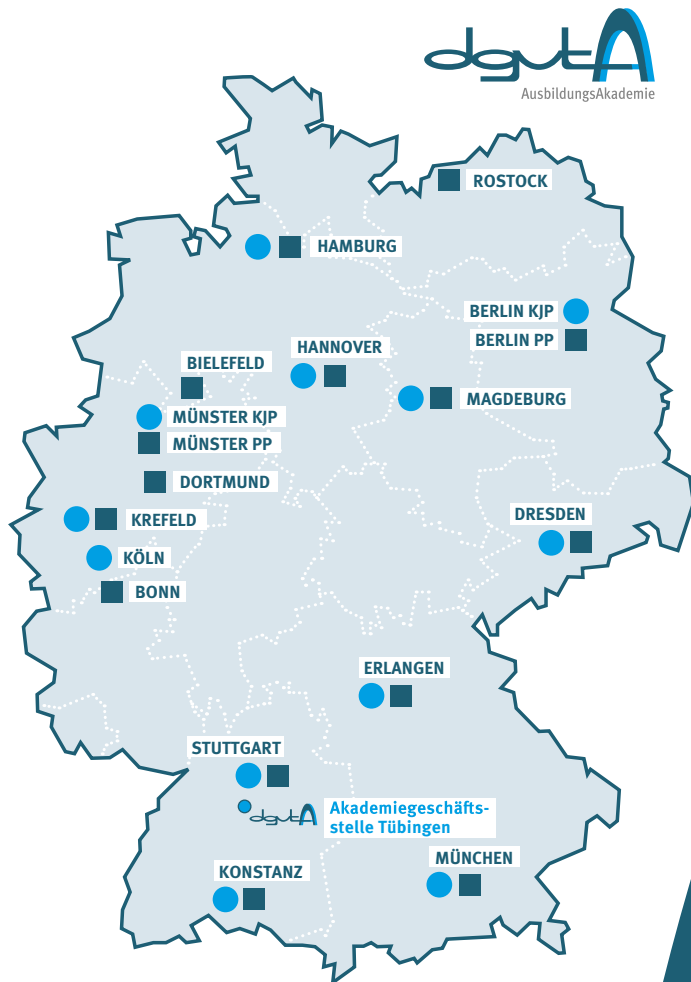 dgvtA
AusbildungsAkademie
ROSTOCK
HAMBURG
BERLIN KJP
BERLIN PP
HANNOVER
BIELEFELD
MAGDEBURG
MÜNSTER KJP
MÜNSTER PP
DORTMUND
DRESDEN
KREFELD
KÖLN
BONN
ERLANGEN
STUTTGART
dgvtA
Akademiegeschäfts-
stelle Tübingen
MÜNCHEN
KONSTANZ